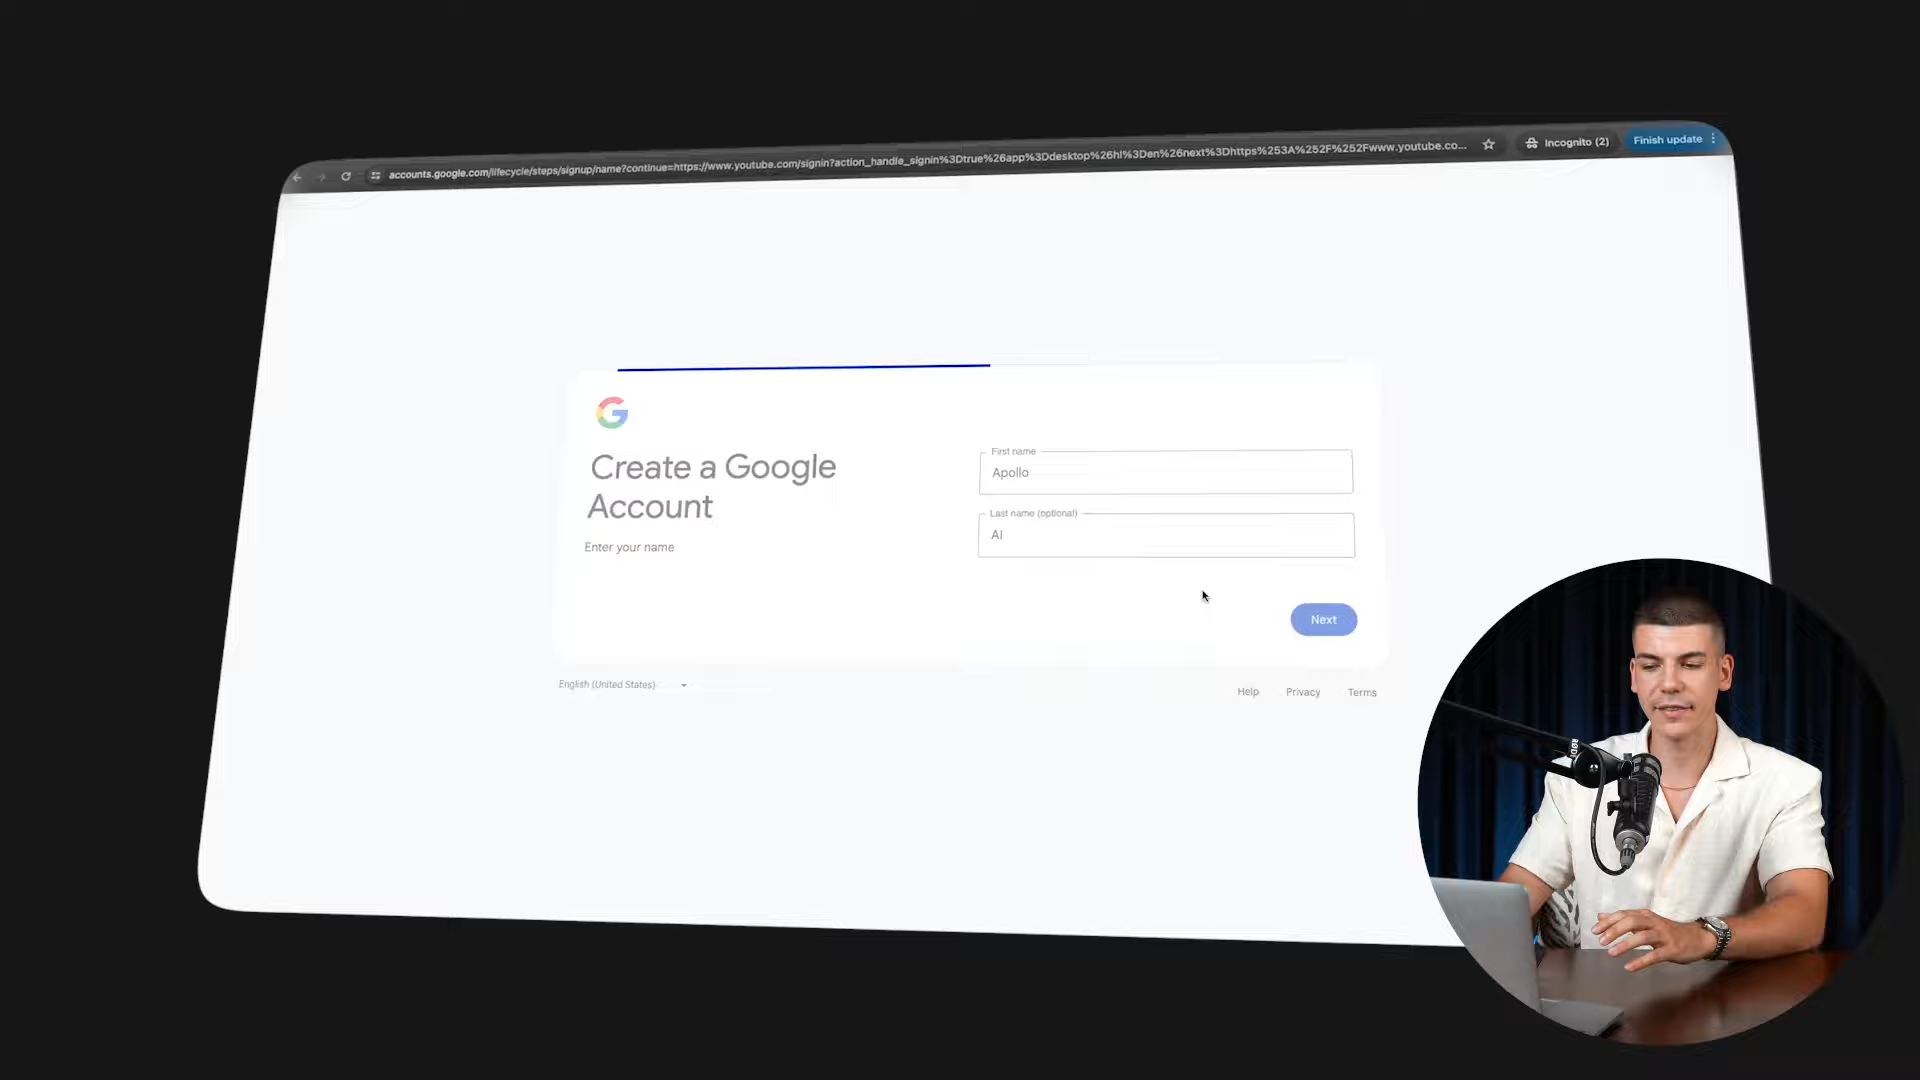 accounts.google.com/lifecycle/steps/signup/name?continue=https://www.youtube.com/signin?action_handle_signin%3Dtrue%26app%3Ddesktop%26hl%3Den%26next%3Dhttps%253A%252F%252Fwww.youtube.co...
Incognito (2)
Finish update
Create a Google
Account
Enter your name
First name
Apollo
Last name (optional)
AI
Next
English (United States)
Help
Privacy
Terms
RØDE